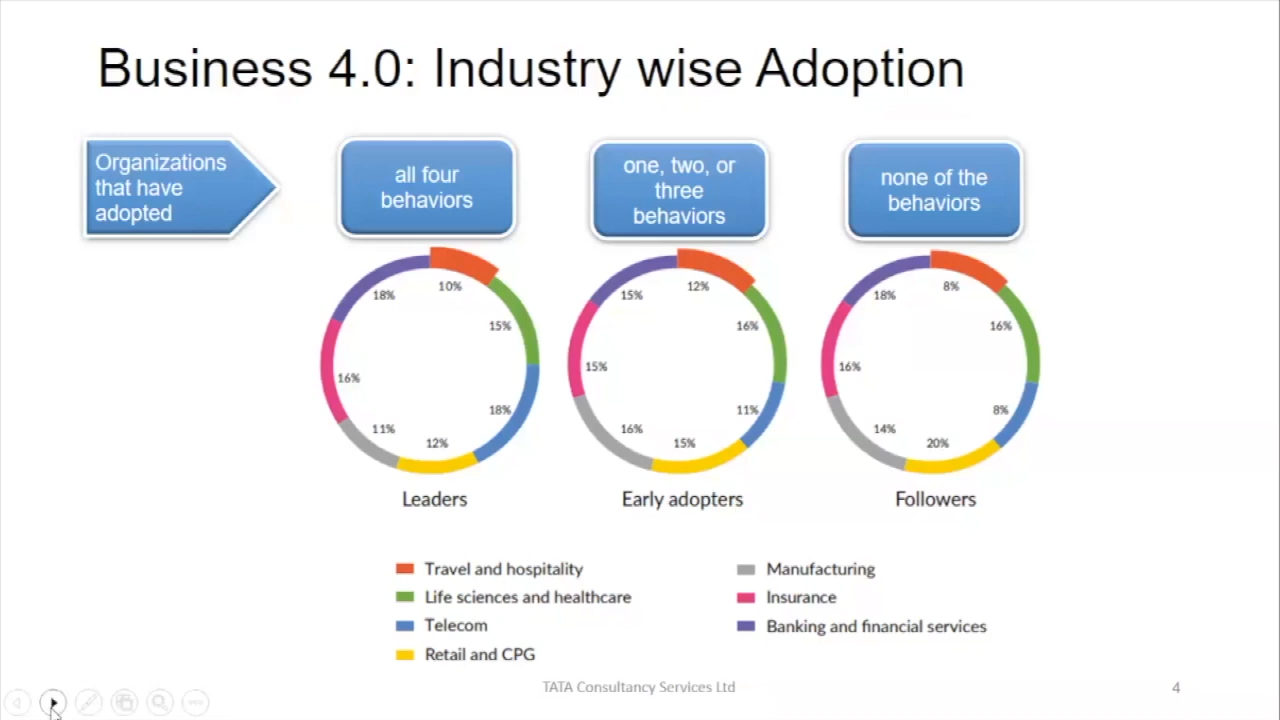 Business 4.0: Industry wise Adoption
Organizations
that have
adopted
all four
behaviors
one, two, or
three
behaviors
none of the
behaviors
10%
15%
18%
12%
11%
16%
18%
Leaders
12%
16%
11%
15%
16%
15%
15%
Early adopters
8%
16%
8%
20%
14%
16%
18%
Followers
Travel and hospitality
Life sciences and healthcare
Telecom
Retail and CPG
Manufacturing
Insurance
Banking and financial services
TATA Consultancy Services Ltd
4